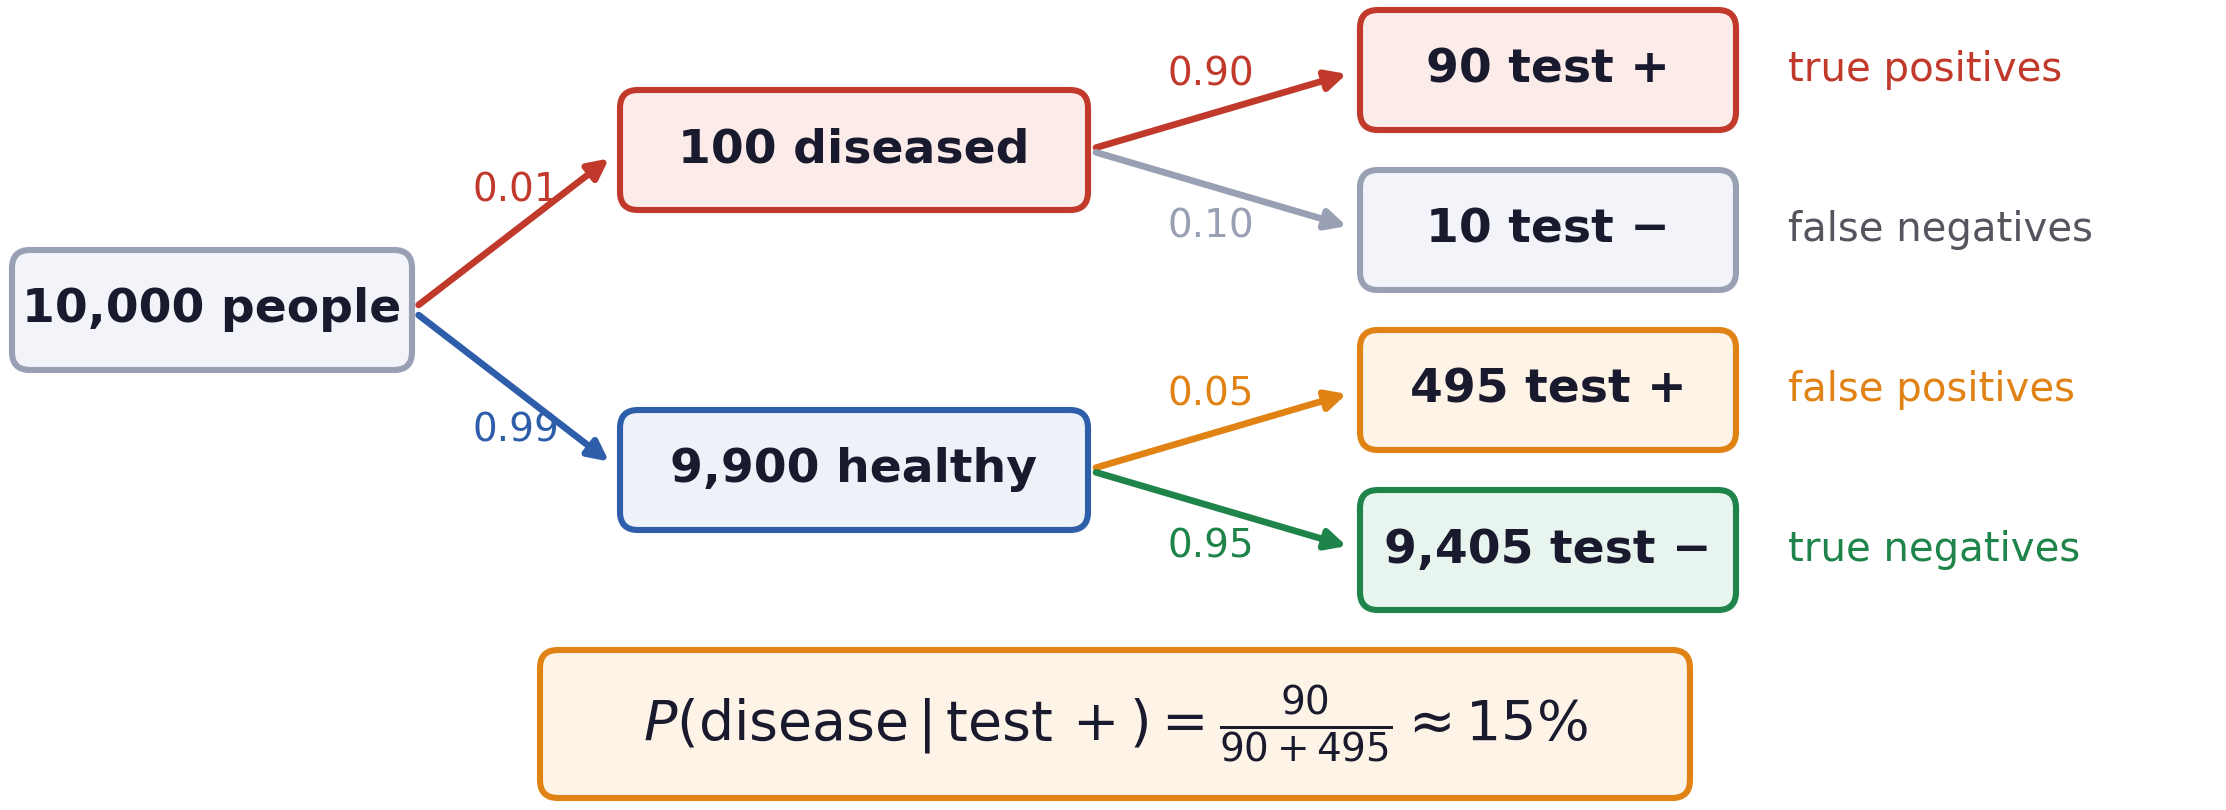 0.90
90 test +
true positives
0.01
100 diseased
0.10
10 test −
false negatives
10,000 people
0.05
495 test +
false positives
0.99
9,900 healthy
0.95
9,405 test −
true negatives
P(disease | test +) = 90/(90 + 495) ≈ 15%